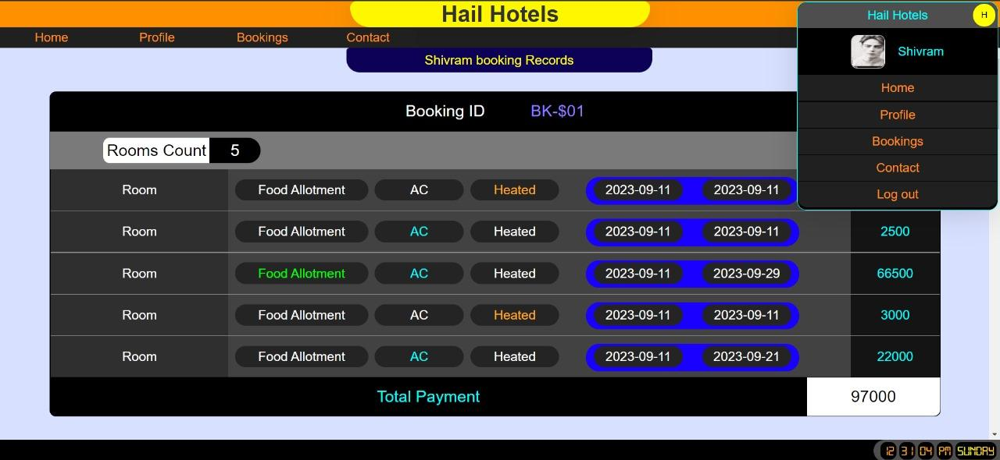 Hail Hotels
Hail Hotels H
Home Profile Bookings Contact
Shivram
Shivram booking Records
Home
Profile
Bookings
Contact
Log out
Booking ID BK-$01
Rooms Count 5
Room Food Allotment AC Heated 2023-09-11 2023-09-11
Room Food Allotment AC Heated 2023-09-11 2023-09-11 2500
Room Food Allotment AC Heated 2023-09-11 2023-09-29 66500
Room Food Allotment AC Heated 2023-09-11 2023-09-11 3000
Room Food Allotment AC Heated 2023-09-11 2023-09-21 22000
Total Payment 97000
12 31 04 PM SUNDAY